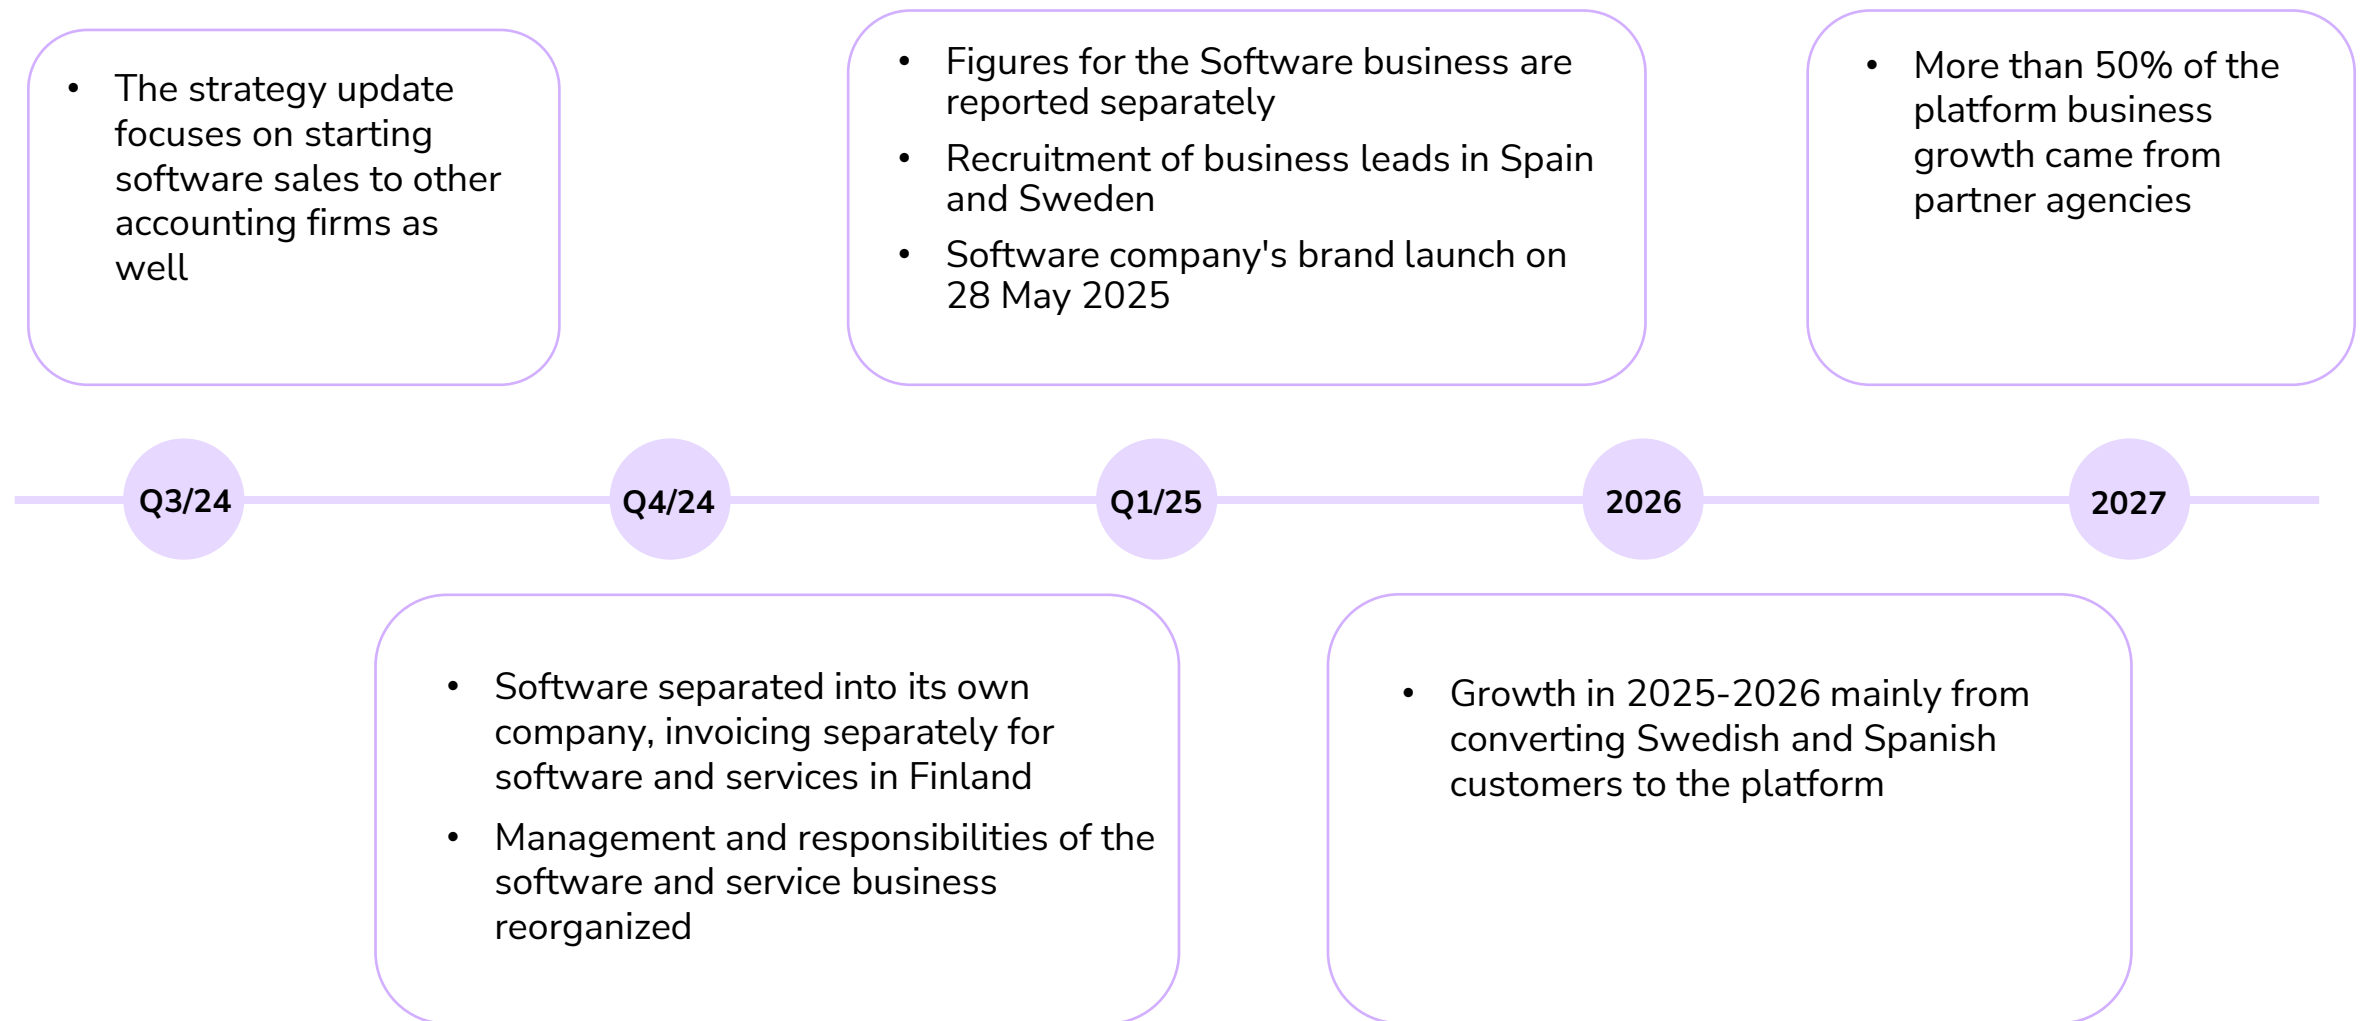 • The strategy update
focuses on starting
software sales to other
accounting firms as
well
• Figures for the Software business are
reported separately
• Recruitment of business leads in Spain
and Sweden
• Software company's brand launch on
28 May 2025
• More than 50% of the
platform business
growth came from
partner agencies
Q3/24
Q4/24
Q1/25
2026
2027
• Software separated into its own
company, invoicing separately for
software and services in Finland
• Management and responsibilities of the
software and service business
reorganized
• Growth in 2025-2026 mainly from
converting Swedish and Spanish
customers to the platform